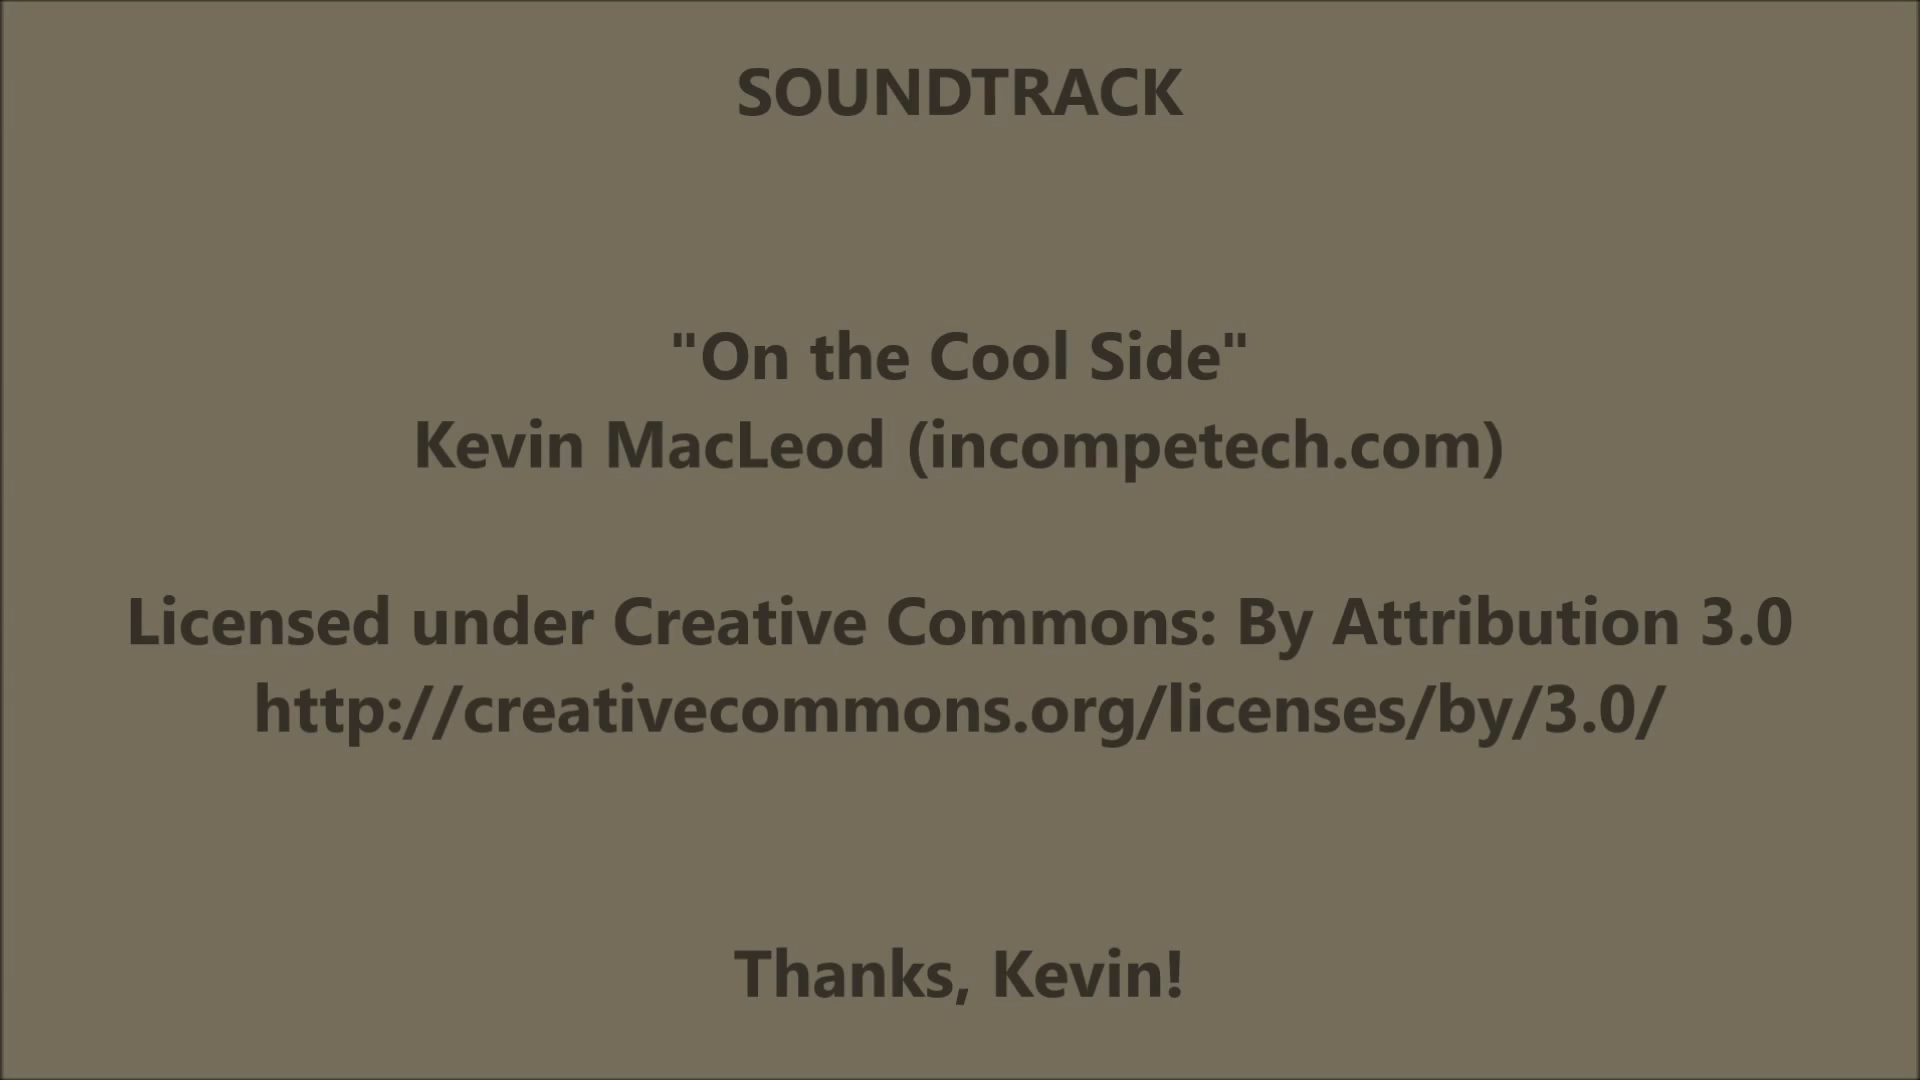 SOUNDTRACK
"On the Cool Side"
Kevin MacLeod (incompetech.com)
Licensed under Creative Commons: By Attribution 3.0
http://creativecommons.org/licenses/by/3.0/
Thanks, Kevin!